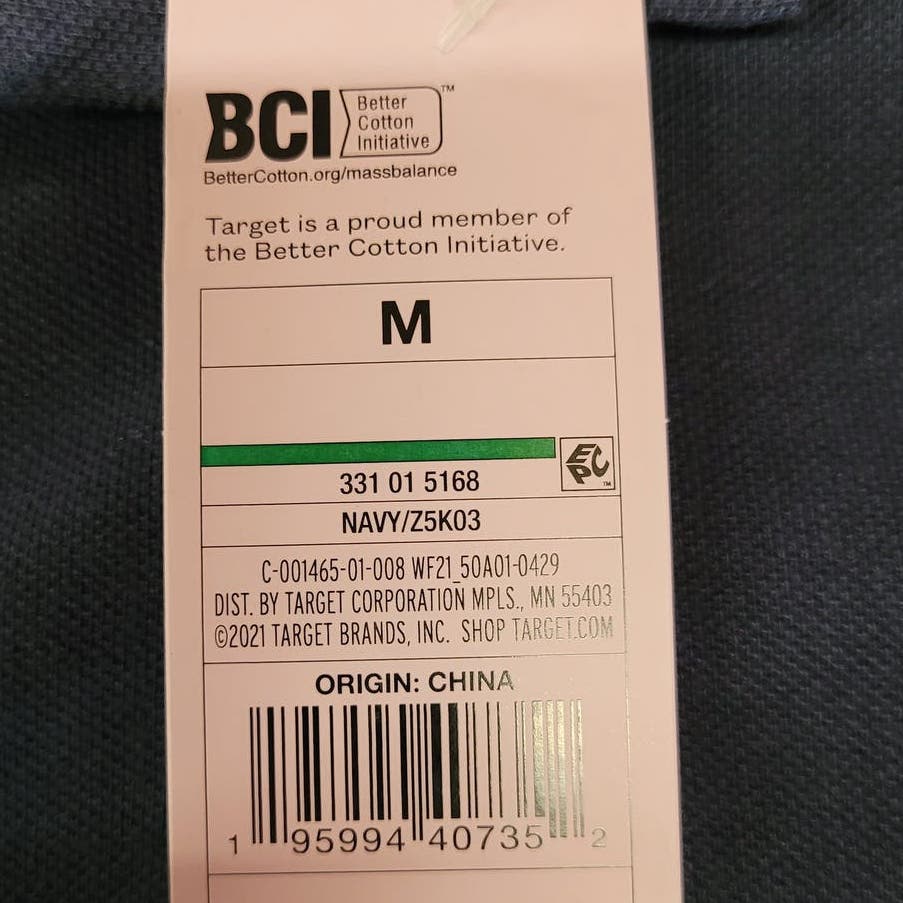 BCI
Better
Cotton
Initiative
™
BetterCotton.org/massbalance
Target is a proud member of
the Better Cotton Initiative.
M
EPC™
331 01 5168
NAVY/Z5K03
C-001465-01-008 WF21_50A01-0429
DIST. BY TARGET CORPORATION MPLS., MN 55403
©2021 TARGET BRANDS, INC. SHOP TARGET.COM
ORIGIN: CHINA
1 95994 40735 2